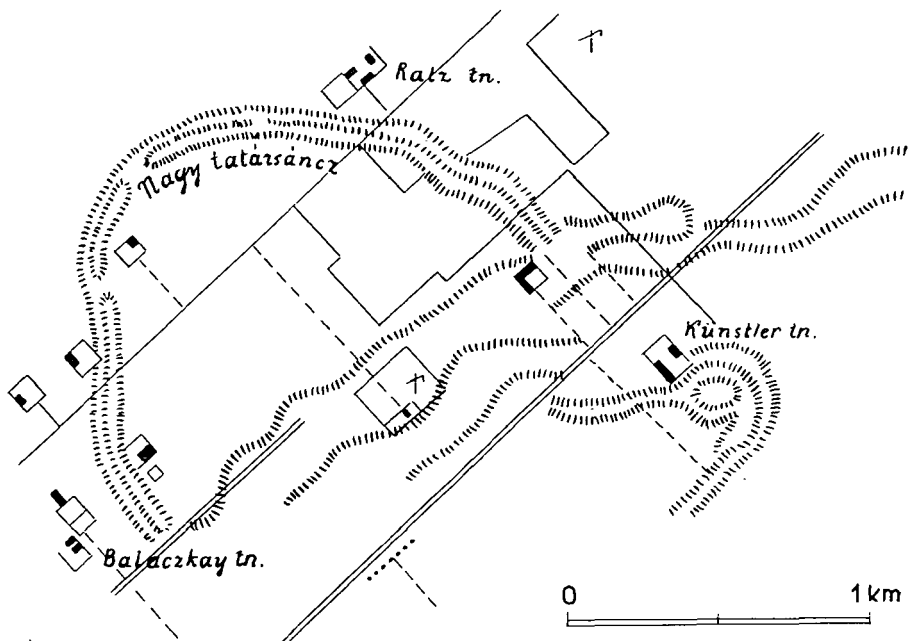 Ratz tn.
Nagy tatársáncz
Künstler tn.
Balaczkay tn.
0 1 km